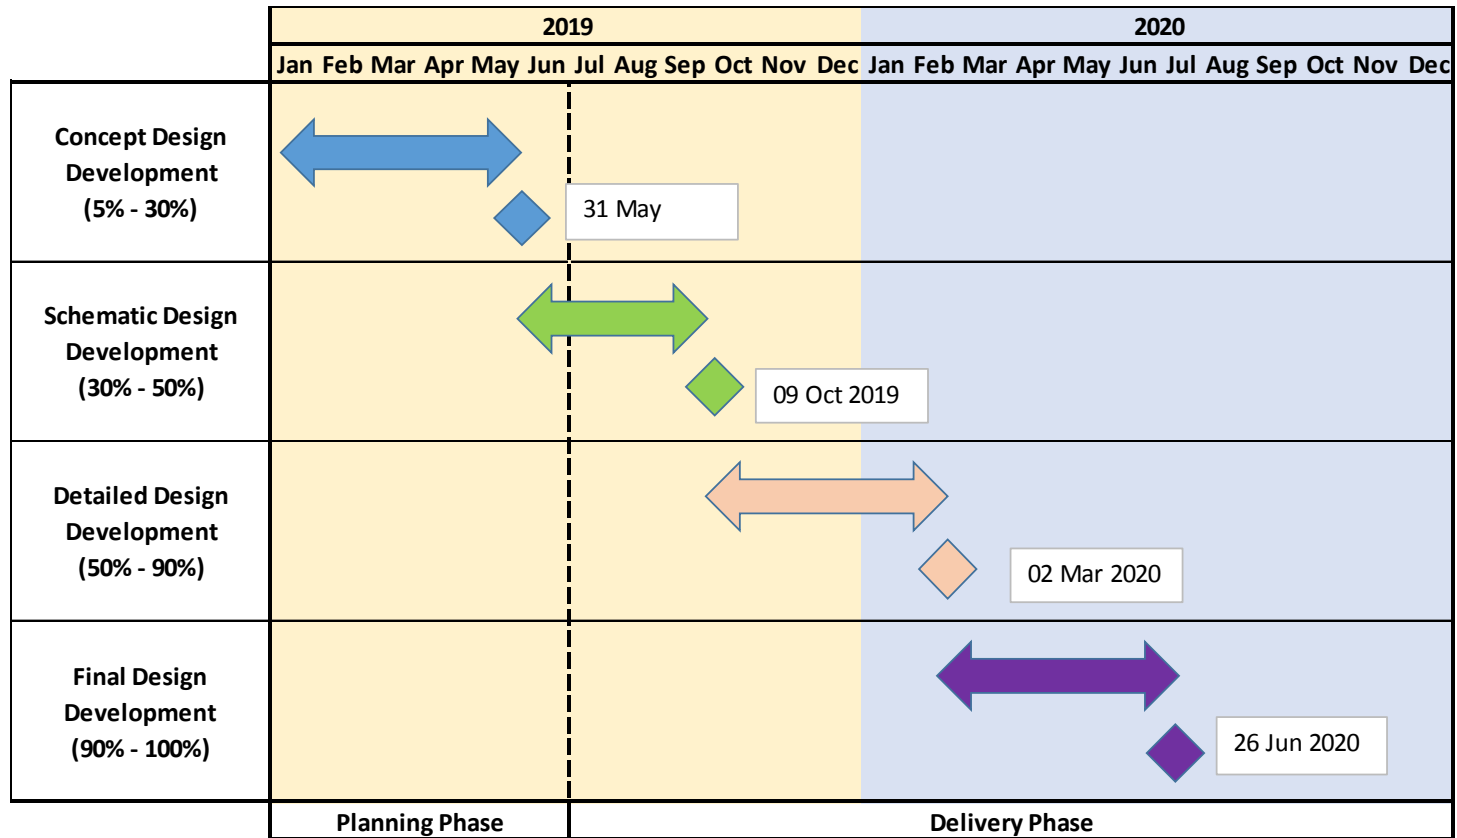 2019
2020
Jan Feb Mar Apr May Jun Jul Aug Sep Oct Nov Dec Jan Feb Mar Apr May Jun Jul Aug Sep Oct Nov Dec
Concept Design
Development
(5% - 30%)
31 May
Schematic Design
Development
(30% - 50%)
09 Oct 2019
Detailed Design
Development
(50% - 90%)
02 Mar 2020
Final Design
Development
(90% - 100%)
26 Jun 2020
Planning Phase
Delivery Phase